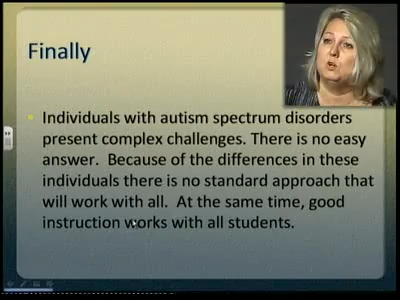 Finally
Individuals with autism spectrum disorders
present complex challenges. There is no easy
answer. Because of the differences in these
individuals there is no standard approach that
will work with all. At the same time, good
instruction works with all students.